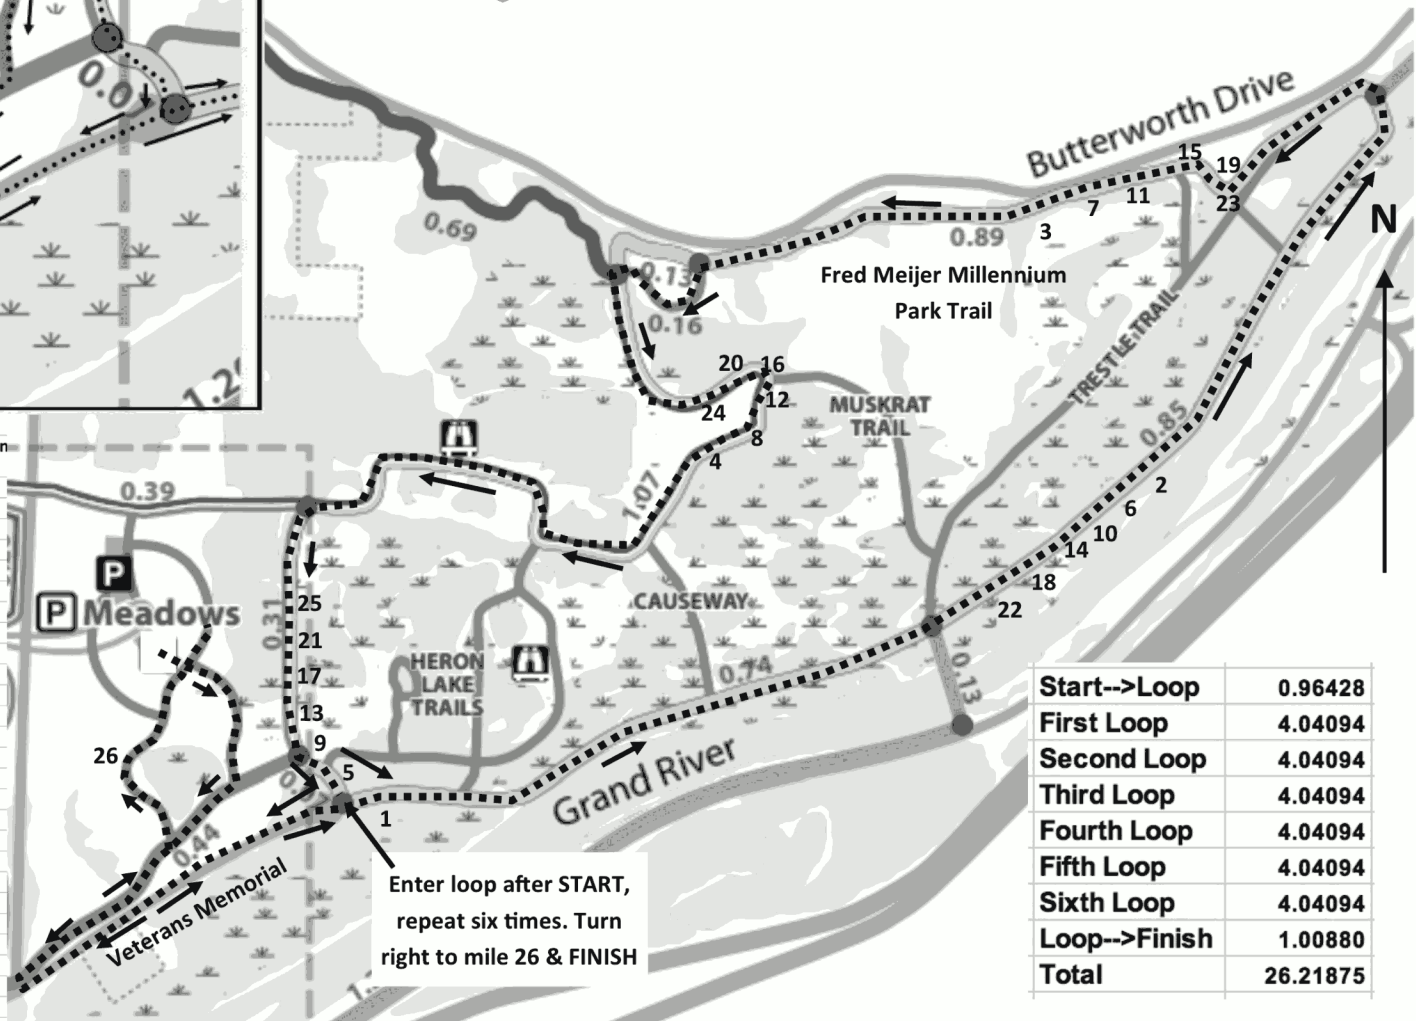 0.0
1.2
Butterworth Drive
15
19
11
23
7
3
N
0.69
0.89
0.13
Fred Meijer Millennium
Park Trail
0.16
TRESTLE TRAIL
20
16
12
24
MUSKRAT
TRAIL
8
4
0.85
n
0.39
1.07
2
6
10
14
P
18
CAUSEWAY
25
0.31
22
P Meadows
21
HERON
LAKE
TRAILS
17
0.74
0.13
13
9
26
5
Grand River
1
0.44
Veterans Memorial
Enter loop after START,
repeat six times. Turn
right to mile 26 & FINISH
1.
Start-->Loop 0.96428
First Loop 4.04094
Second Loop 4.04094
Third Loop 4.04094
Fourth Loop 4.04094
Fifth Loop 4.04094
Sixth Loop 4.04094
Loop-->Finish 1.00880
Total 26.21875